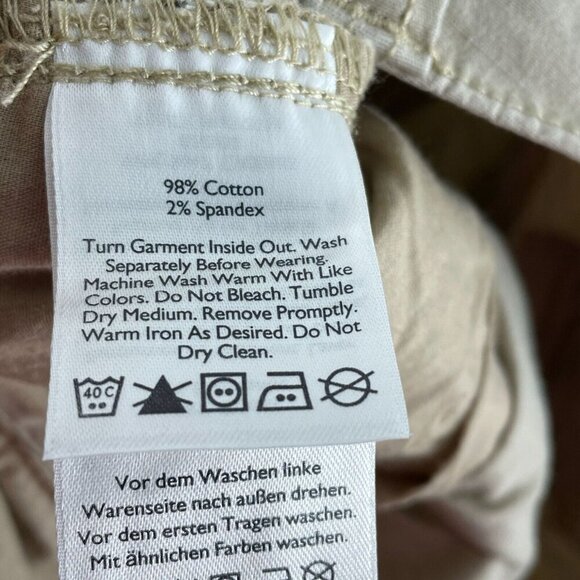 98% Cotton
2% Spandex
Turn Garment Inside Out. Wash
Separately Before Wearing.
Machine Wash Warm With Like
Colors. Do Not Bleach. Tumble
Dry Medium. Remove Promptly.
Warm Iron As Desired. Do Not
Dry Clean.
40 C
Vor dem Waschen linke
Warenseite nach außen drehen.
Vor dem ersten Tragen waschen.
Mit ähnlichen Farben waschen.